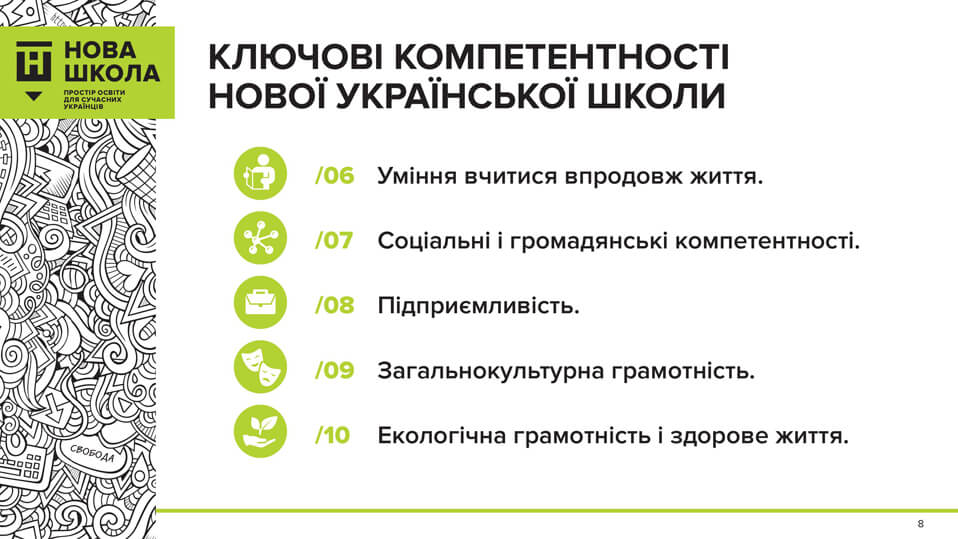 НОВА
ШКОЛА
ПРОСТІР ОСВІТИ
ДЛЯ СУЧАСНИХ
УКРАЇНЦІВ
КЛЮЧОВІ КОМПЕТЕНТНОСТІ
НОВОЇ УКРАЇНСЬКОЇ ШКОЛИ
/06 Уміння вчитися впродовж життя.
/07 Соціальні і громадянські компетентності.
/08 Підприємливість.
/09 Загальнокультурна грамотність.
/10 Екологічна грамотність і здорове життя.
СВОБОДА
8